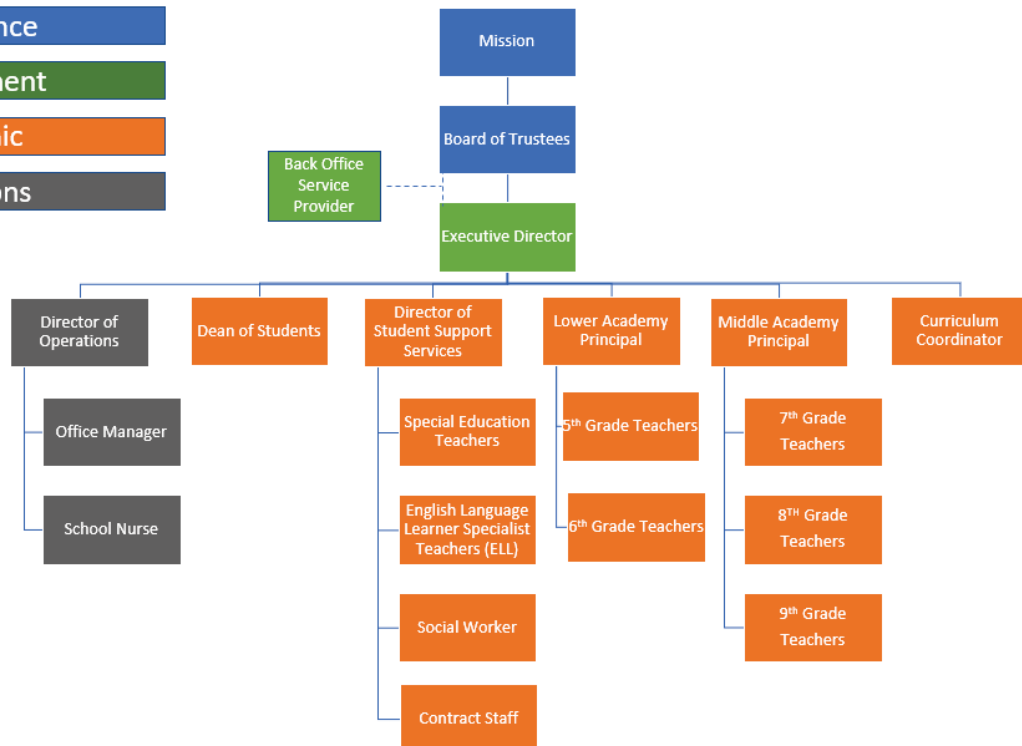 nce
Mission
nent
Board of Trustees
nic
ons
Back Office
Service
Provider
Executive Director
Director of
Operations
Dean of Students
Director of
Student Support
Services
Lower Academy
Principal
Middle Academy
Principal
Curriculum
Coordinator
Office Manager
School Nurse
Special Education
Teachers
English Language
Learner Specialist
Teachers (ELL)
Social Worker
Contract Staff
5th Grade Teachers
6th Grade Teachers
7th Grade
Teachers
8TH Grade
Teachers
9th Grade
Teachers